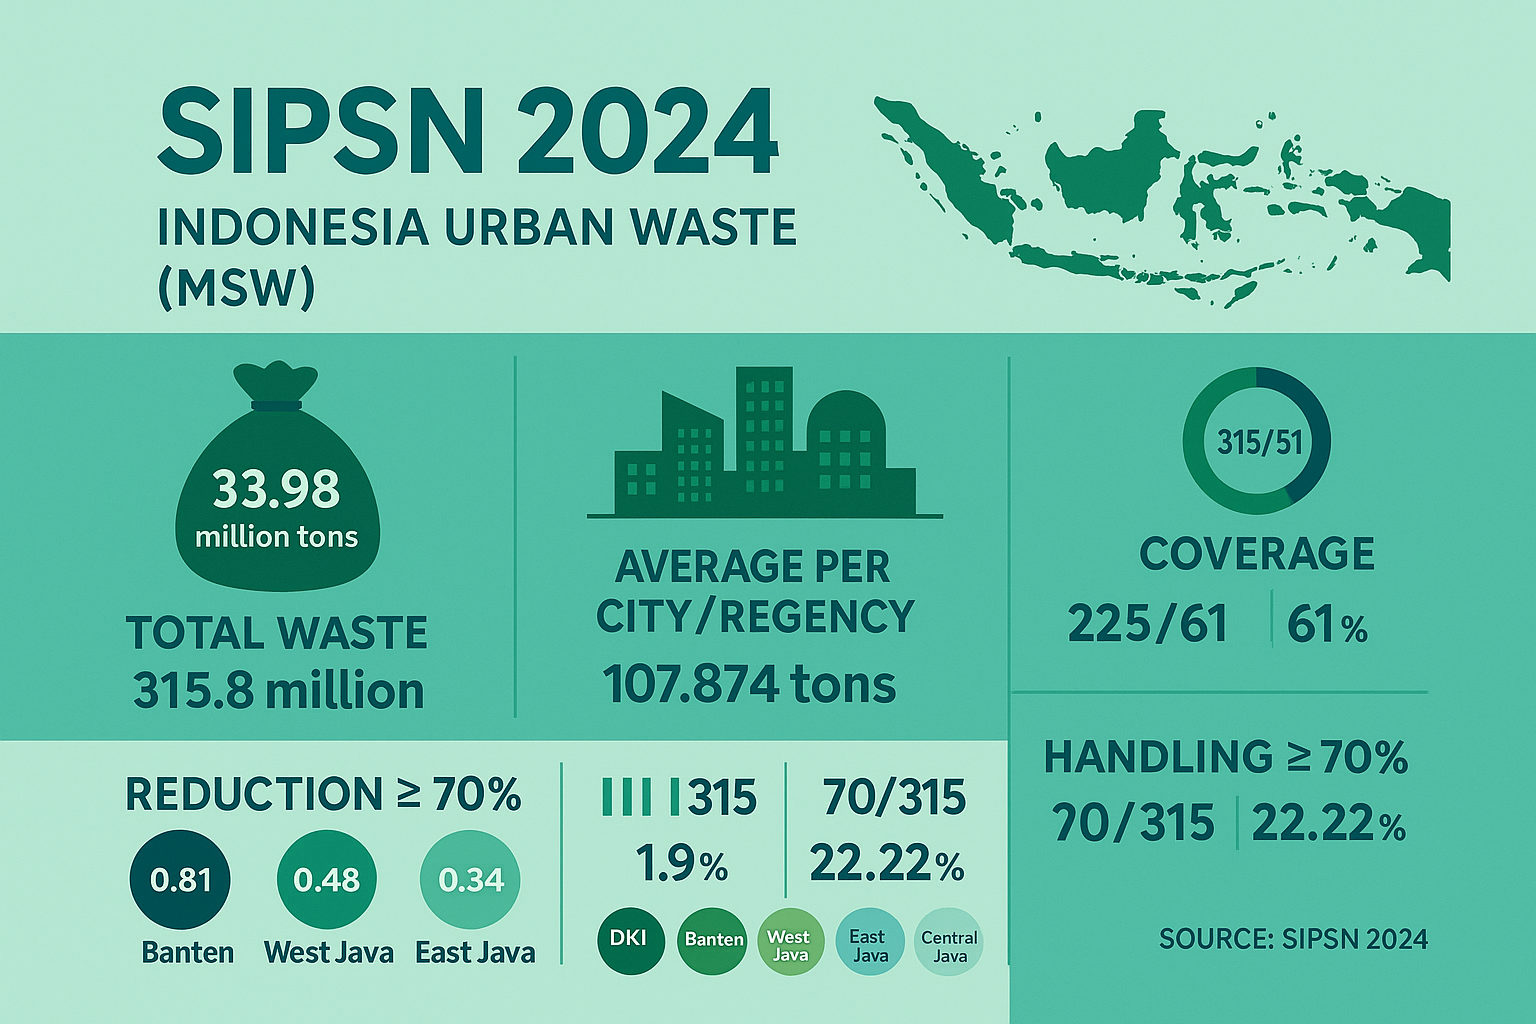 SIPSN 2024
INDONESIA URBAN WASTE
(MSW)
33.98
million tons
TOTAL WASTE
315.8 million
AVERAGE PER
CITY/REGENCY
107.874 tons
315/51
COVERAGE
225/61
61%
HANDLING ≥ 70%
70/315
22.22%
REDUCTION ≥ 70%
0.81
Banten
0.48
West Java
0.34
East Java
315
1.9%
70/315
22.22%
DKI
Banten
West
Java
East
Java
Central
Java
SOURCE: SIPSN 2024